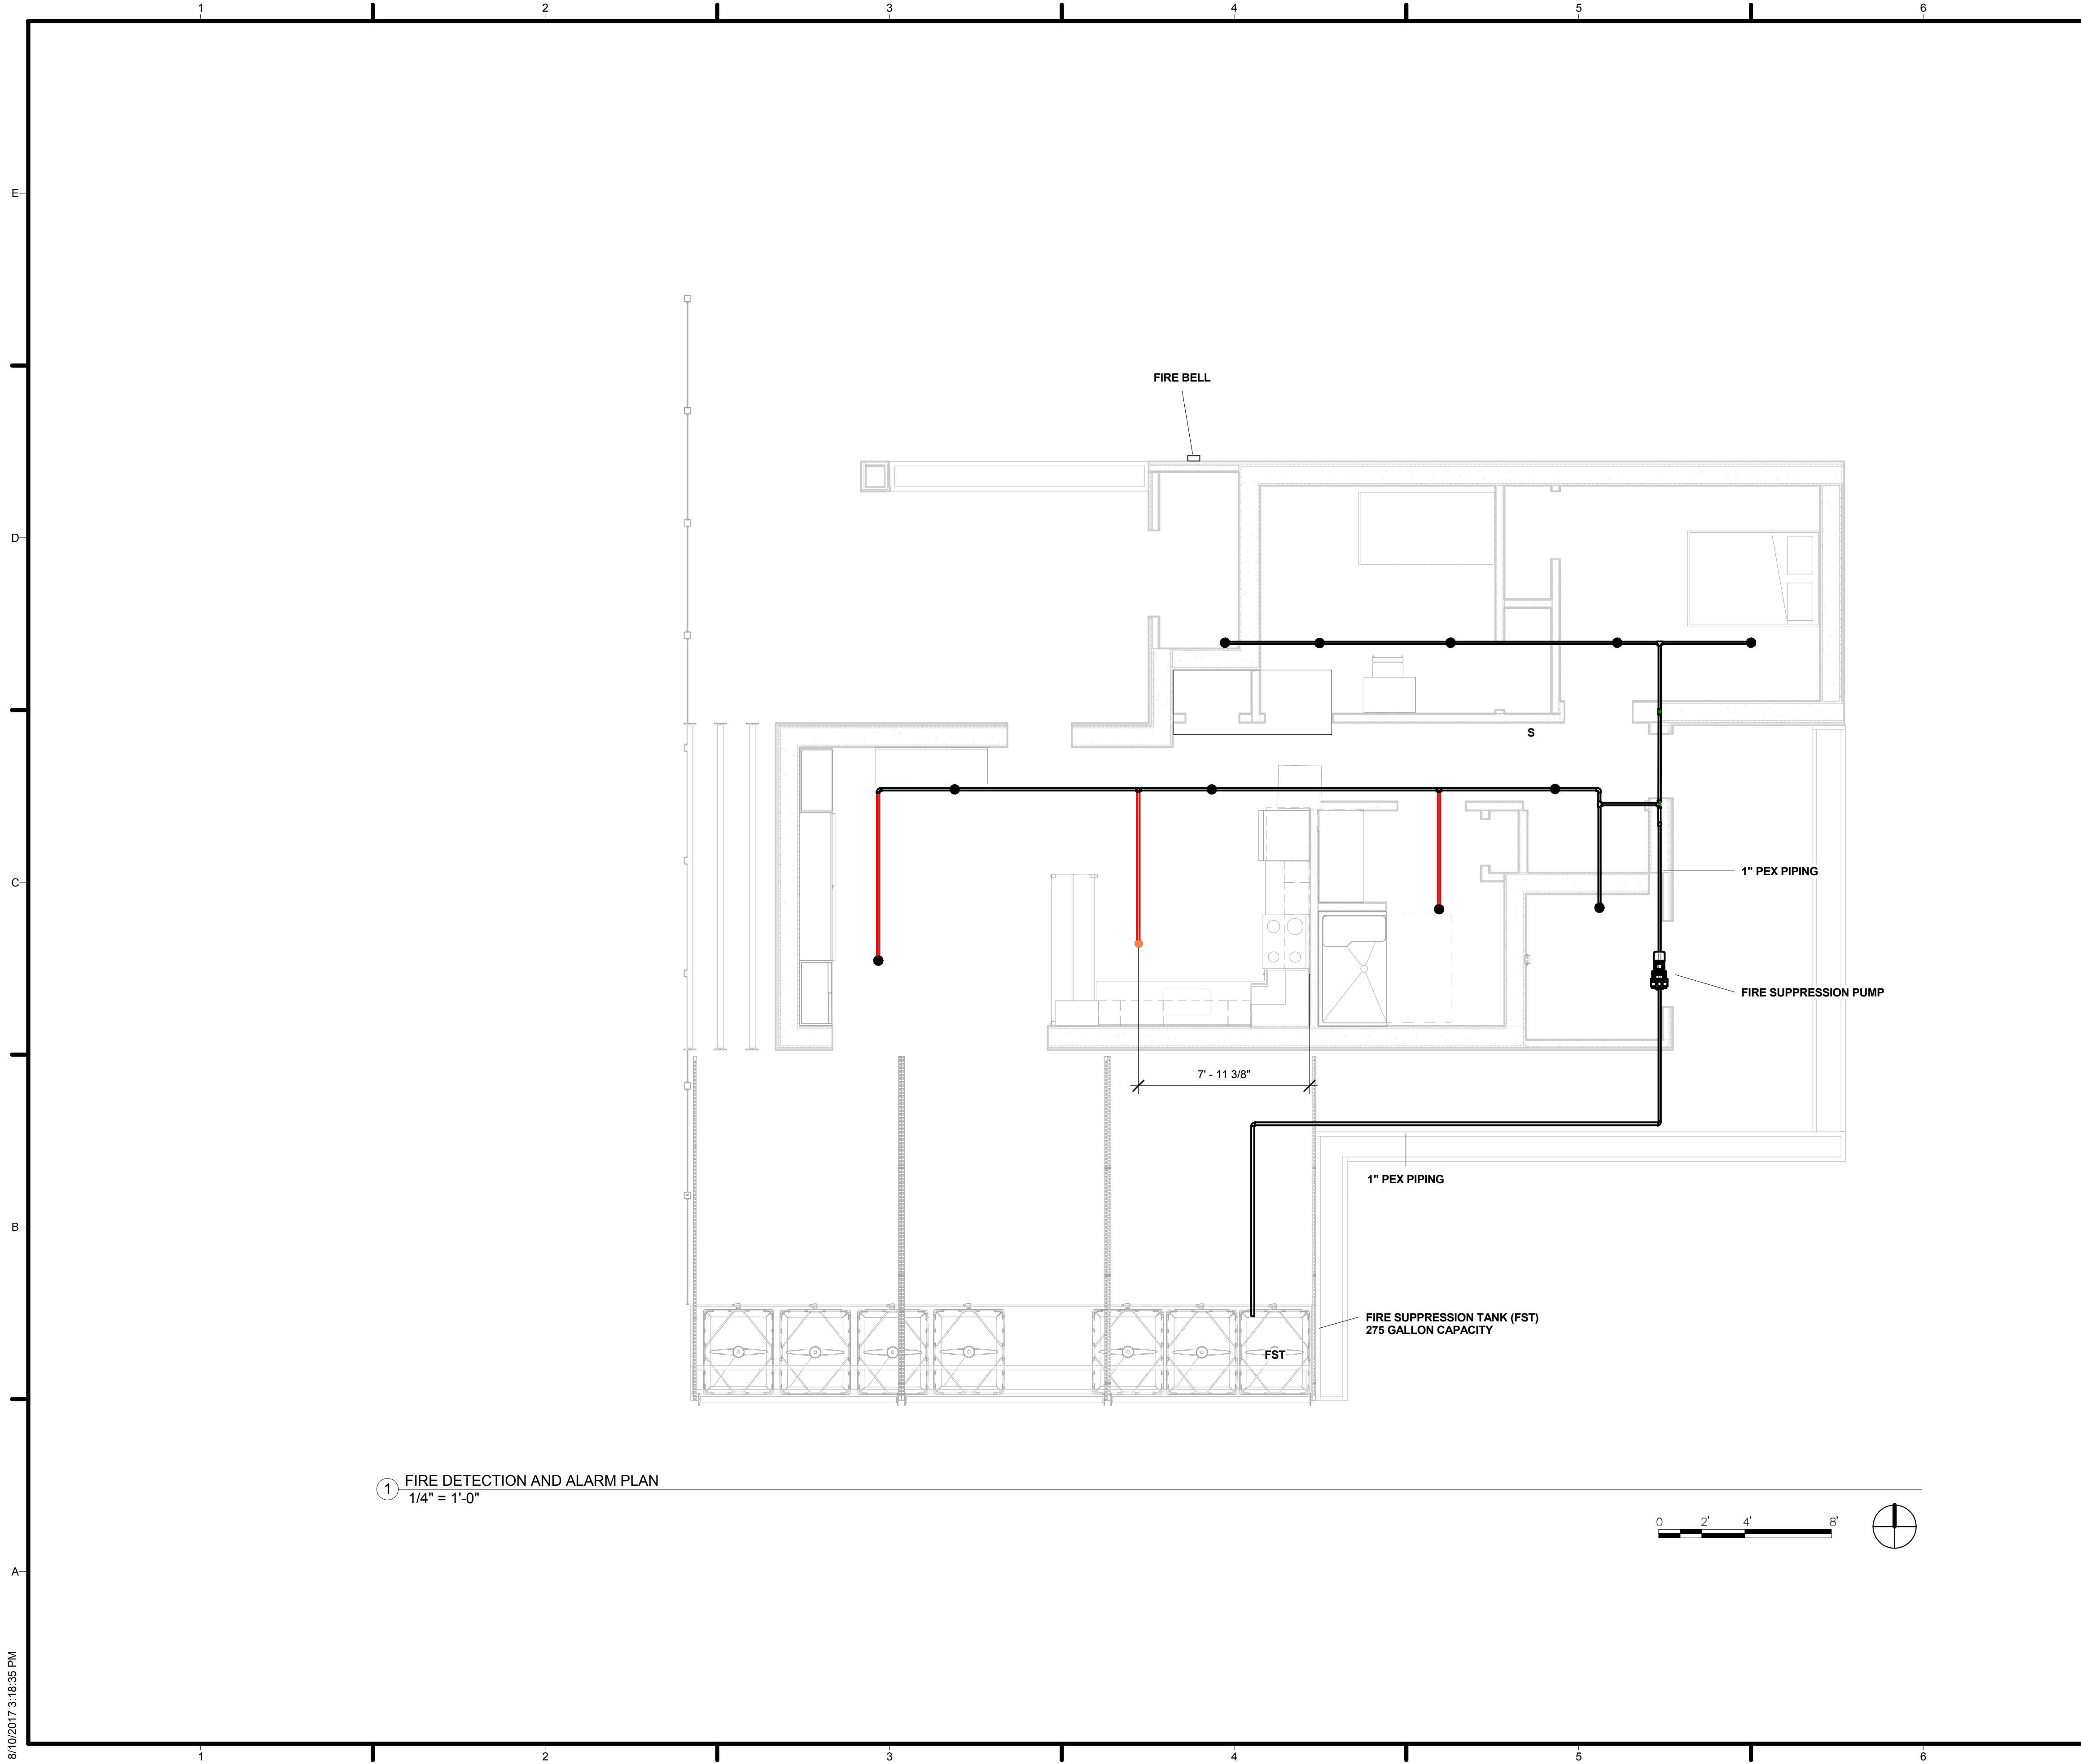 1 2 3 4 5 6
E
FIRE BELL
D
S
C
1" PEX PIPING
FIRE SUPPRESSION PUMP
7' - 11 3/8"
1" PEX PIPING
B
FIRE SUPPRESSION TANK (FST)
275 GALLON CAPACITY
FST
1 FIRE DETECTION AND ALARM PLAN
1/4" = 1'-0"
0 2' 4' 8'
A
8/10/2017 3:18:35 PM
1 2 3 4 5 6